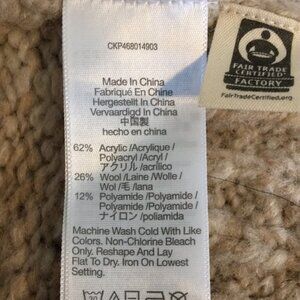 CKP468014903
Made In China
Fabriqué En China
Hergestellt In China
Vervaardigd In China
中国製
hecho en china
62% Acrylic /Acrylique /
Polyacryl /Acryl /
アクリル /acrílico
26% Wool /Laine /Wolle /
Wol /毛 /lana
12% Polyamide /Polyamide /
Polyamide /Polyamide /
ナイロン /poliamida
Machine Wash Cold With Like
Colors. Non-Chlorine Bleach
Only. Reshape And Lay
Flat To Dry. Iron On Lowest
Setting.
30
FAIR TRADE
CERTIFIED
FACTORY
FairTradeCertified.org